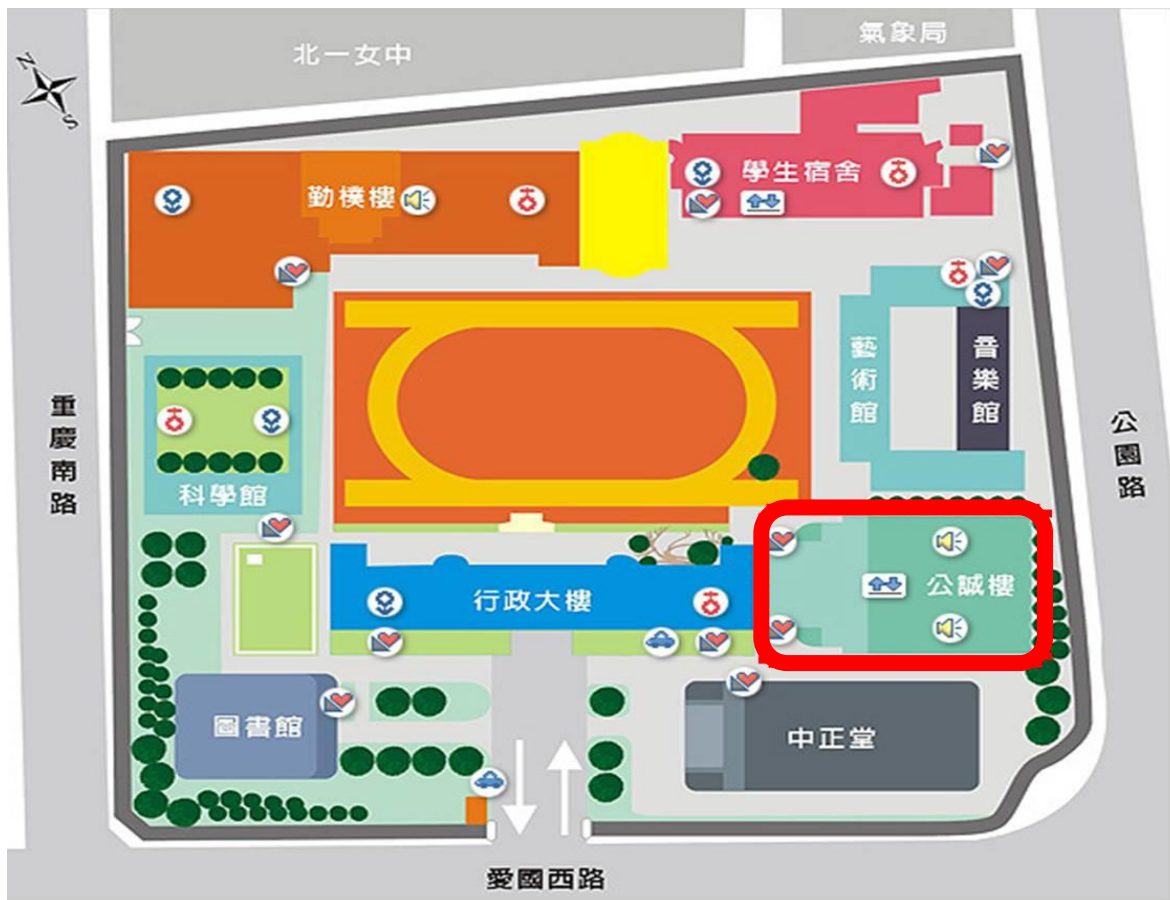 北一女中
氣象局
N
S
勤樸樓
學生宿舍
藝術館
音樂館
重慶南路
公園路
科學館
行政大樓
公誠樓
圖書館
中正堂
愛國西路